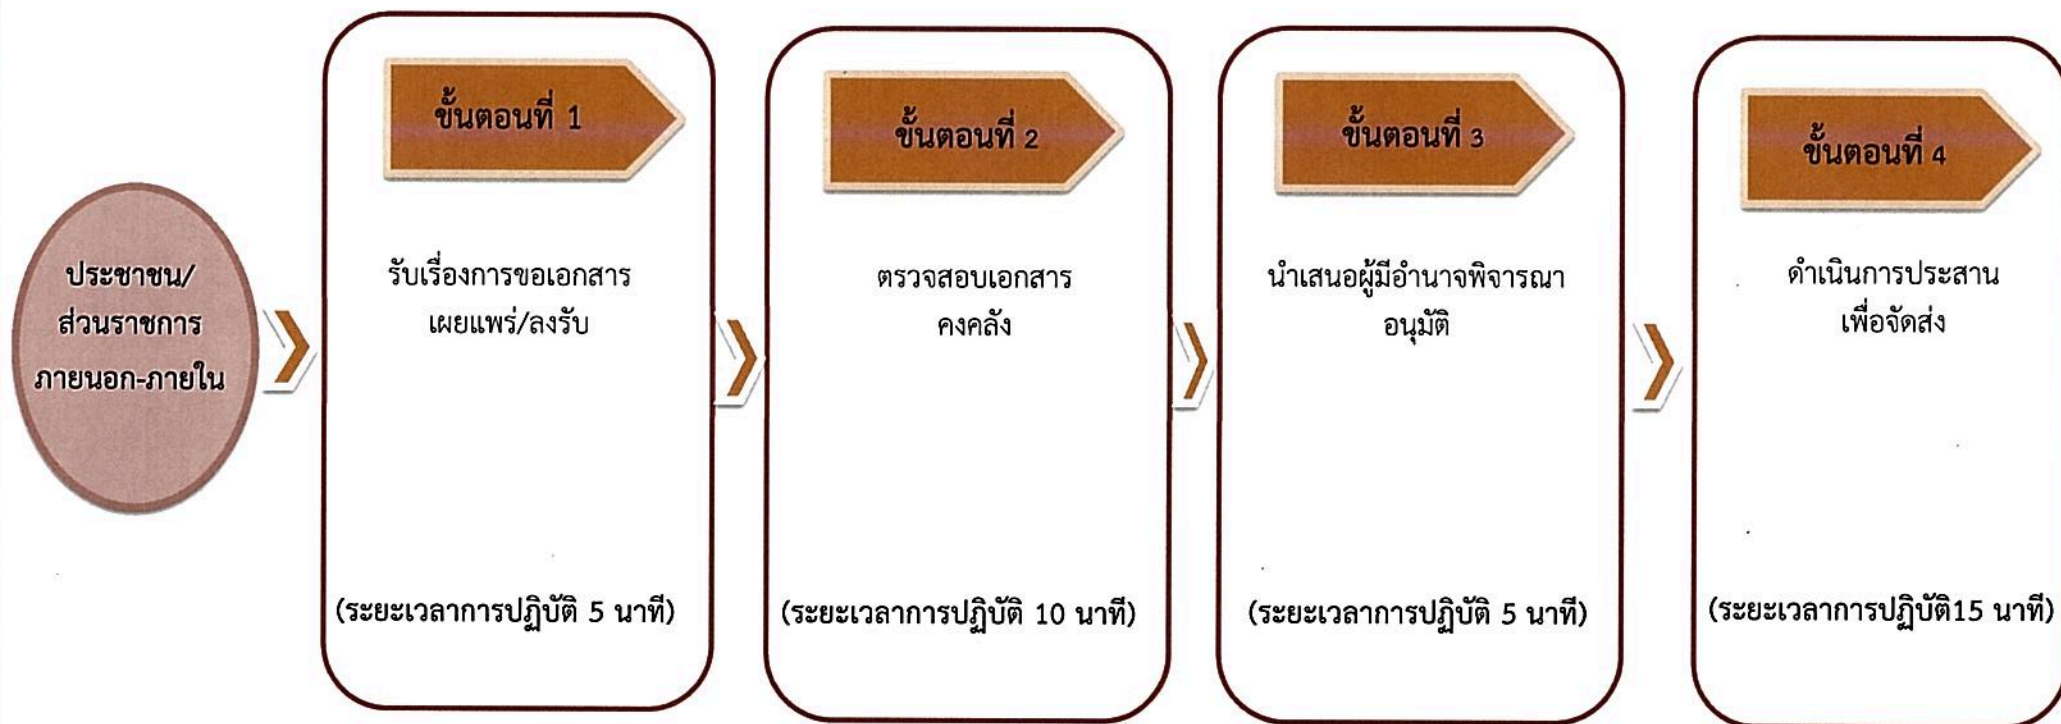 ประชาชน/
ส่วนราชการ
ภายนอก-ภายใน
ขั้นตอนที่ 1
รับเรื่องการขอเอกสาร
เผยแพร่/ลงรับ
(ระยะเวลาการปฏิบัติ 5 นาที)
ขั้นตอนที่ 2
ตรวจสอบเอกสาร
คงคลัง
(ระยะเวลาการปฏิบัติ 10 นาที)
ขั้นตอนที่ 3
นำเสนอผู้มีอำนาจพิจารณา
อนุมัติ
(ระยะเวลาการปฏิบัติ 5 นาที)
ขั้นตอนที่ 4
ดำเนินการประสาน
เพื่อจัดส่ง
(ระยะเวลาการปฏิบัติ15 นาที)